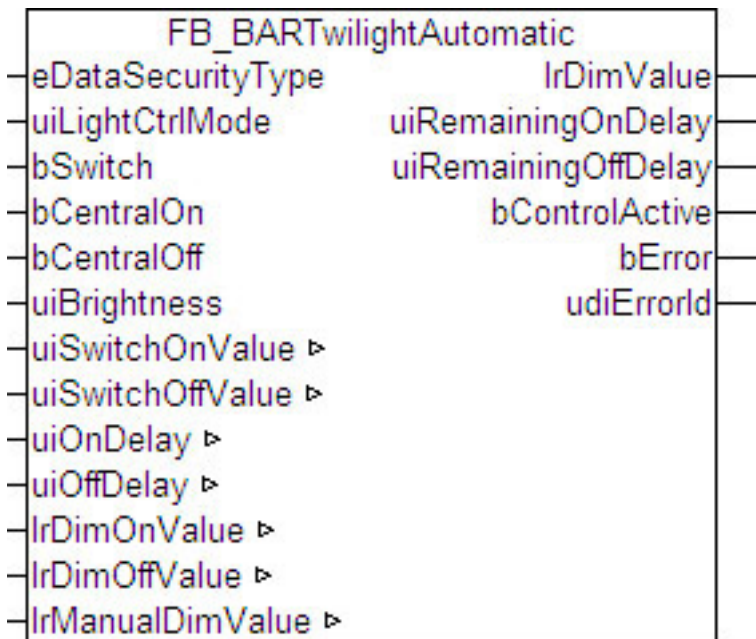 FB_BARTwilightAutomatic
eDataSecurityType lrDimValue
uiLightCtrlMode uiRemainingOnDelay
bSwitch uiRemainingOffDelay
bCentralOn bControlActive
bCentralOff bError
uiBrightness udiErrorId
uiSwitchOnValue ▷
uiSwitchOffValue ▷
uiOnDelay ▷
uiOffDelay ▷
lrDimOnValue ▷
lrDimOffValue ▷
lrManualDimValue ▷